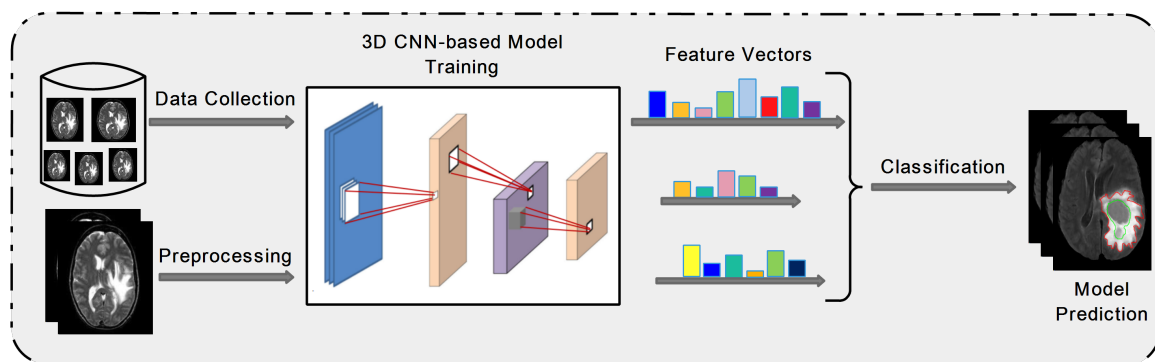 3D CNN-based Model
Training
Feature Vectors
Data Collection
Classification
Preprocessing
Model
Prediction